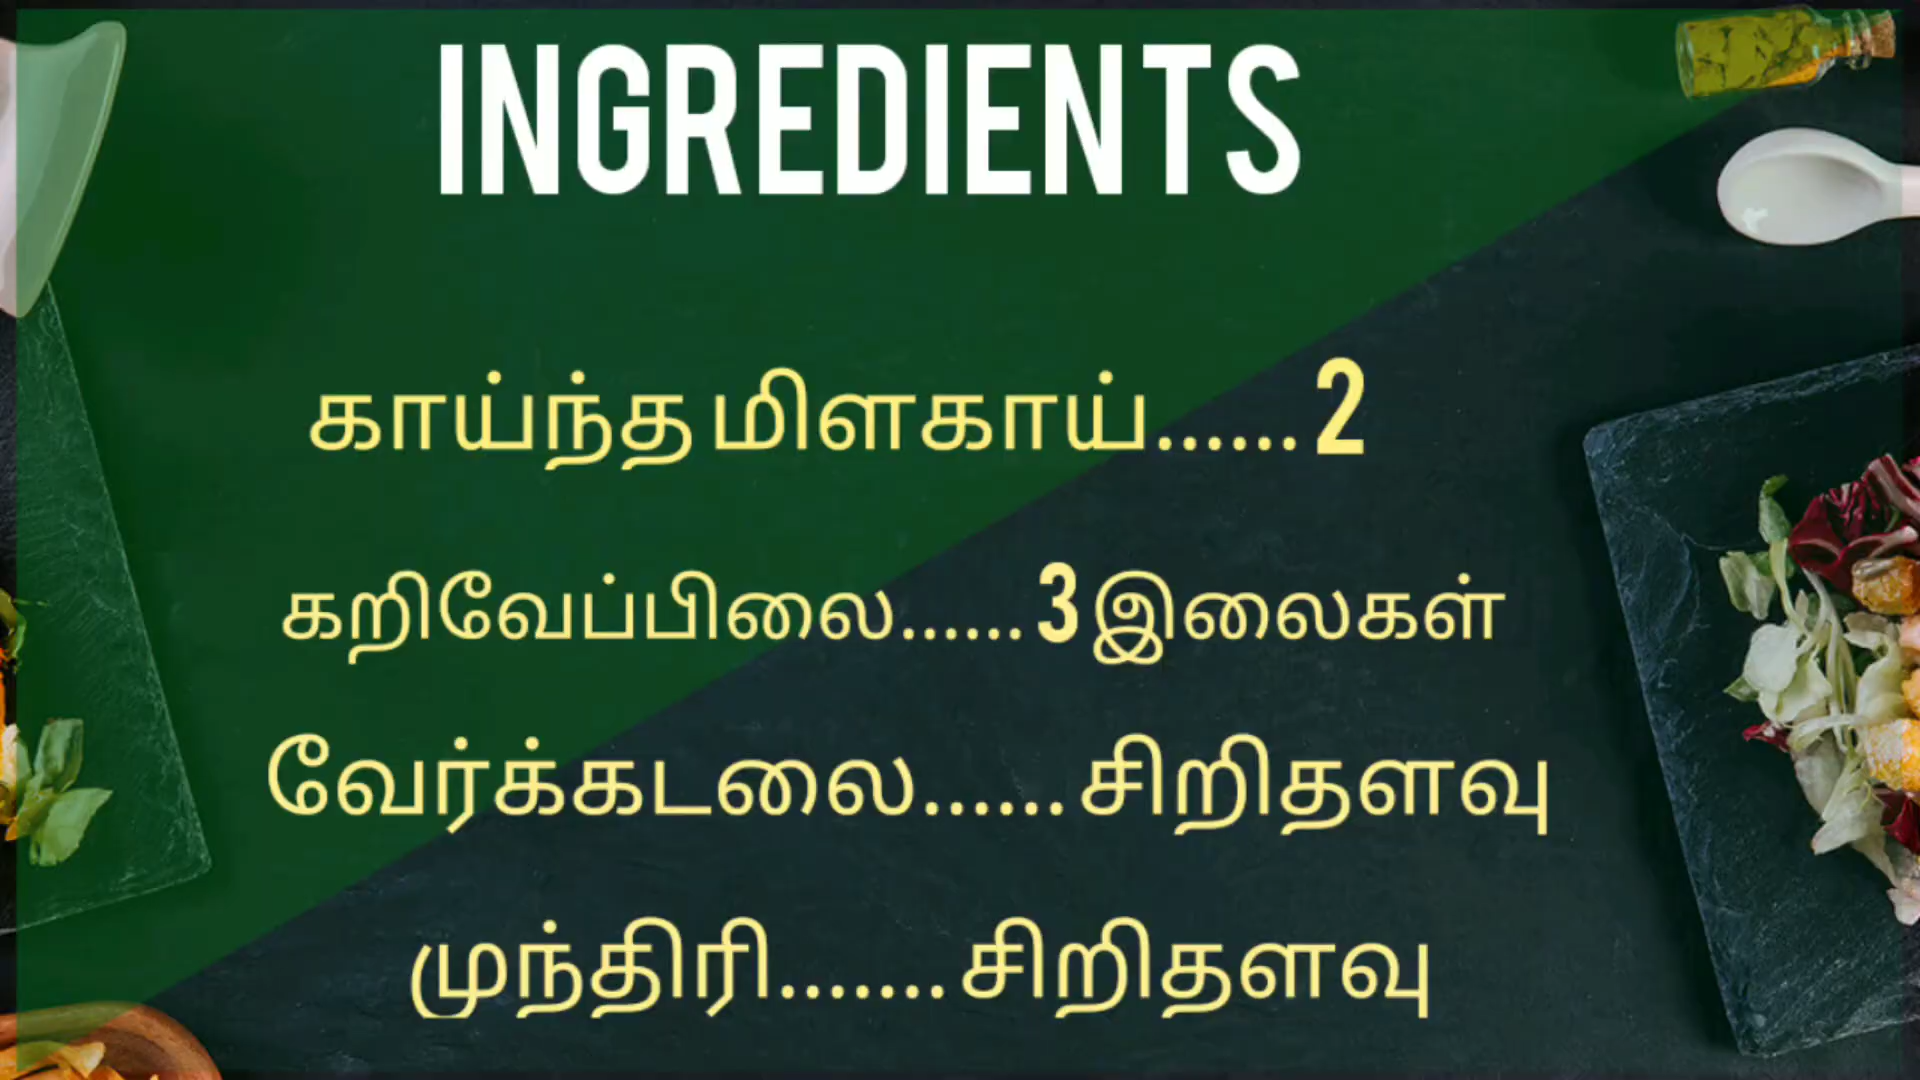 INGREDIENTS
காய்ந்த மிளகாய்...... 2
கறிவேப்பிலை...... 3 இலைகள்
வேர்க்கடலை...... சிறிதளவு
முந்திரி....... சிறிதளவு